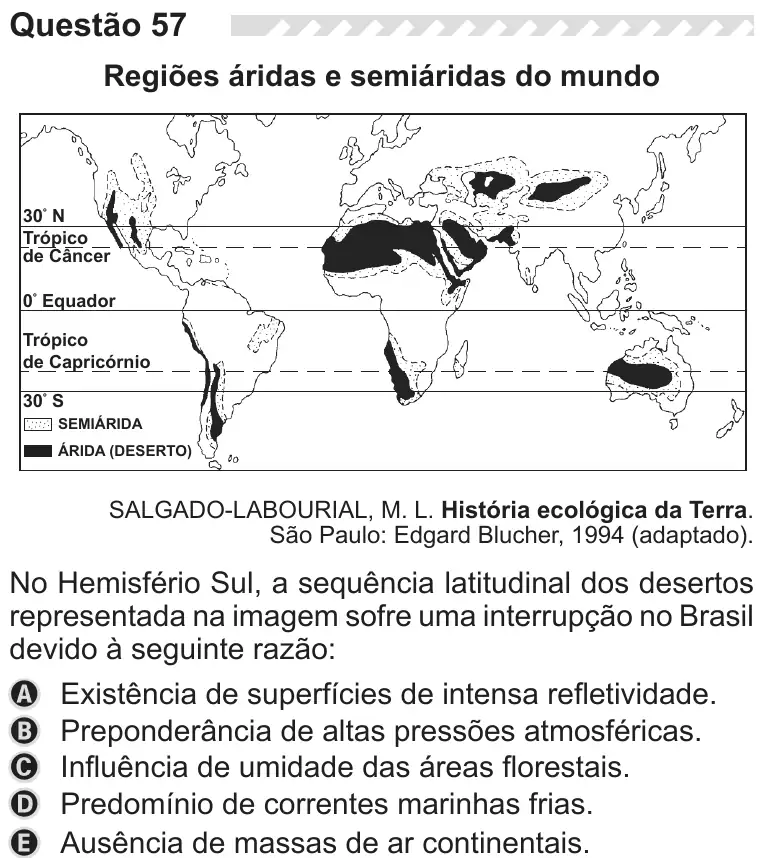 Questão 57
Regiões áridas e semiáridas do mundo
30° N
Trópico
de Câncer
0° Equador
Trópico
de Capricórnio
30° S
SEMIÁRIDA
ÁRIDA (DESERTO)
SALGADO-LABOURIAL, M. L. História ecológica da Terra.
São Paulo: Edgard Blucher, 1994 (adaptado).
No Hemisfério Sul, a sequência latitudinal dos desertos
representada na imagem sofre uma interrupção no Brasil
devido à seguinte razão:
A Existência de superfícies de intensa refletividade.
B Preponderância de altas pressões atmosféricas.
C Influência de umidade das áreas florestais.
D Predomínio de correntes marinhas frias.
E Ausência de massas de ar continentais.